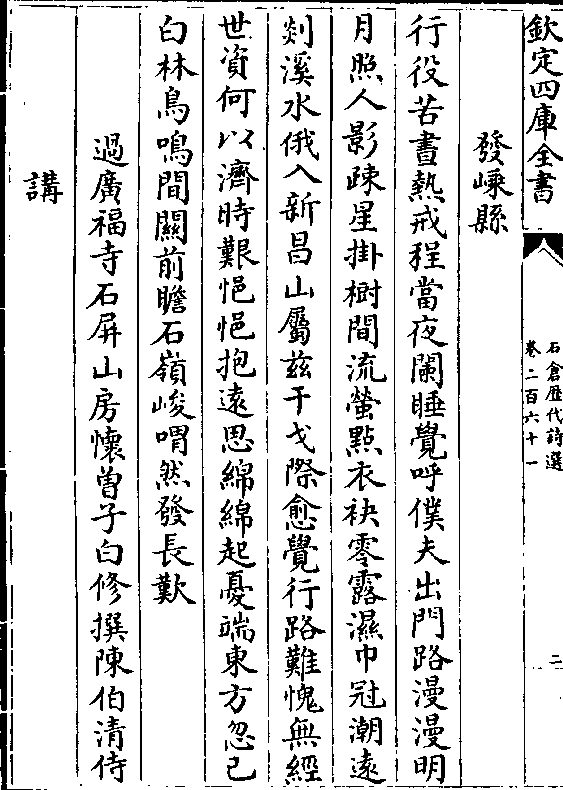 欽定四庫全書
石倉歴代詩選
卷二百六十一
二
發嵊縣
行役苦晝熱戒程當夜闌睡覺呼僕夫出門路漫漫明
月照人影疎星掛樹間流螢點衣袂零露濕巾冠潮遠
剡溪水俄入新昌山屬兹干戈際愈覺行路難愧無經
世資何以濟時艱悒悒抱遠思綿綿起憂端東方忽已
白林鳥鳴間關前瞻石嶺峻喟然發長歎
過廣福寺石屏山房懷曽子白修撰陳伯清侍
講